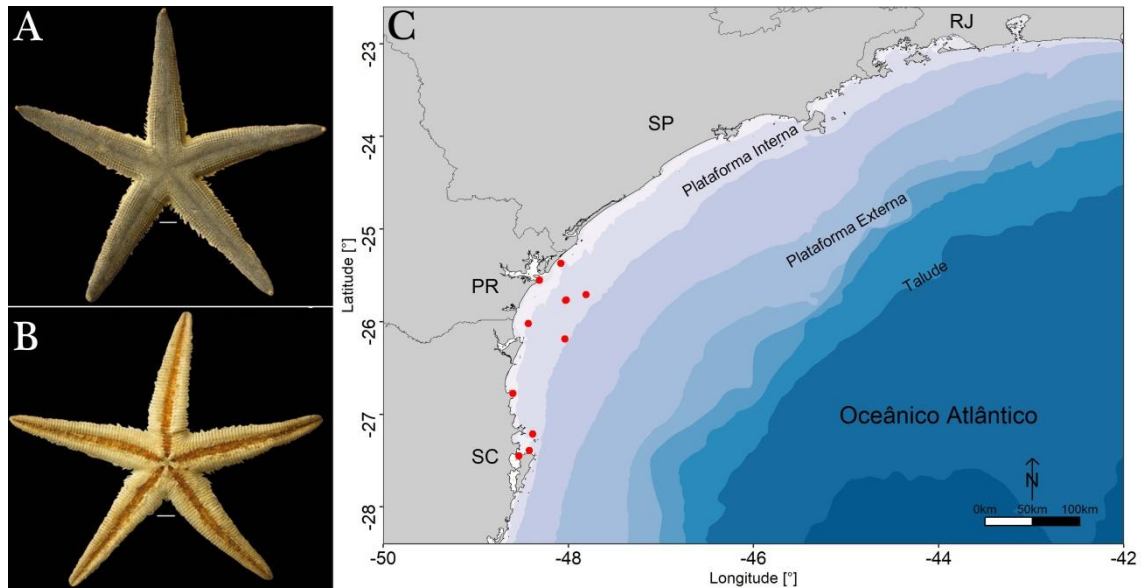 A
B
C
RJ
SP
PR
SC
Plataforma Interna
Plataforma Externa
Talude
Oceânico Atlântico
N
0km 50km 100km
Latitude [°]
-23
-24
-25
-26
-27
-28
-50
-48
-46
-44
-42
Longitude [°]